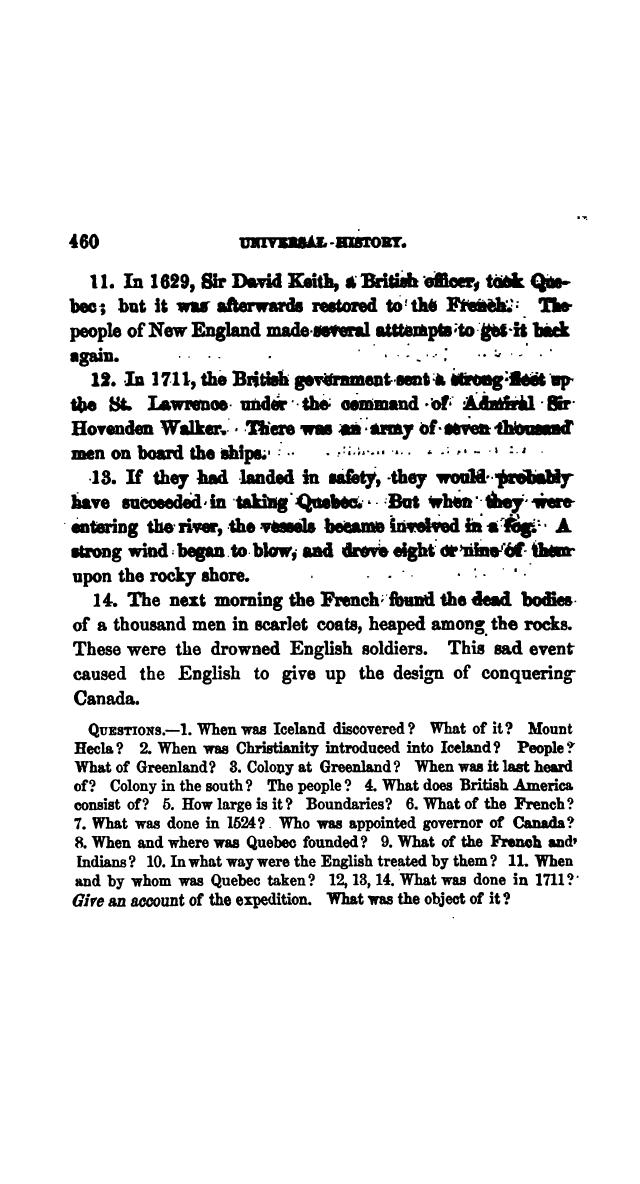 460 UNIVERSAL HISTORY.
11. In 1629, Sir David Keith, a British officer, took Que-
bec; but it was afterwards restored to the French. The
people of New England made several atttempts to get it back
again.
12. In 1711, the British government sent a strong fleet up
the St. Lawrence under the command of Admiral Sir
Hovenden Walker. There was an army of seven thousand
men on board the ships.
13. If they had landed in safety, they would probably
have succeeded in taking Quebec. But when they were
entering the river, the vessels became involved in a fog. A
strong wind began to blow, and drove eight or nine of them
upon the rocky shore.
14. The next morning the French found the dead bodies
of a thousand men in scarlet coats, heaped among the rocks.
These were the drowned English soldiers. This sad event
caused the English to give up the design of conquering
Canada.
QUESTIONS.—1. When was Iceland discovered? What of it? Mount
Hecla? 2. When was Christianity introduced into Iceland? People?
What of Greenland? 3. Colony at Greenland? When was it last heard
of? Colony in the south? The people? 4. What does British America
consist of? 5. How large is it? Boundaries? 6. What of the French?
7. What was done in 1524? Who was appointed governor of Canada?
8. When and where was Quebec founded? 9. What of the French and
Indians? 10. In what way were the English treated by them? 11. When
and by whom was Quebec taken? 12, 13, 14. What was done in 1711?
Give an account of the expedition. What was the object of it?